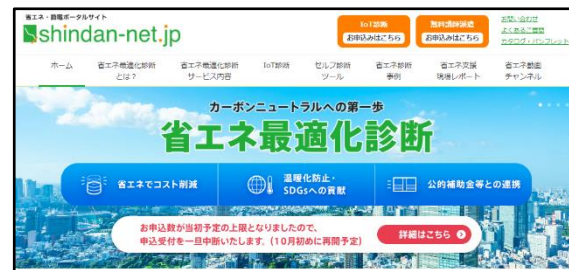 省エネ・節電ポータルサイト
shindan-net.jp
IoT診断
お申込みはこちら
無料講師派遣
お申込みはこちら
お問い合わせ
よくあるご質問
カタログ・パンフレット
ホーム
省エネ最適化診断
とは？
省エネ最適化診断
サービス内容
IoT診断
セルフ診断
ツール
省エネ診断
事例
省エネ支援
現場レポート
省エネ動画
チャンネル
カーボンニュートラルへの第一歩
省エネ最適化診断
省エネでコスト削減
温暖化防止・
SDGsへの貢献
公的補助金等との連携
お申込数が当初予定の上限となりましたので、
申込受付を一旦中断いたします。（10月初めに再開予定）
詳細はこちら